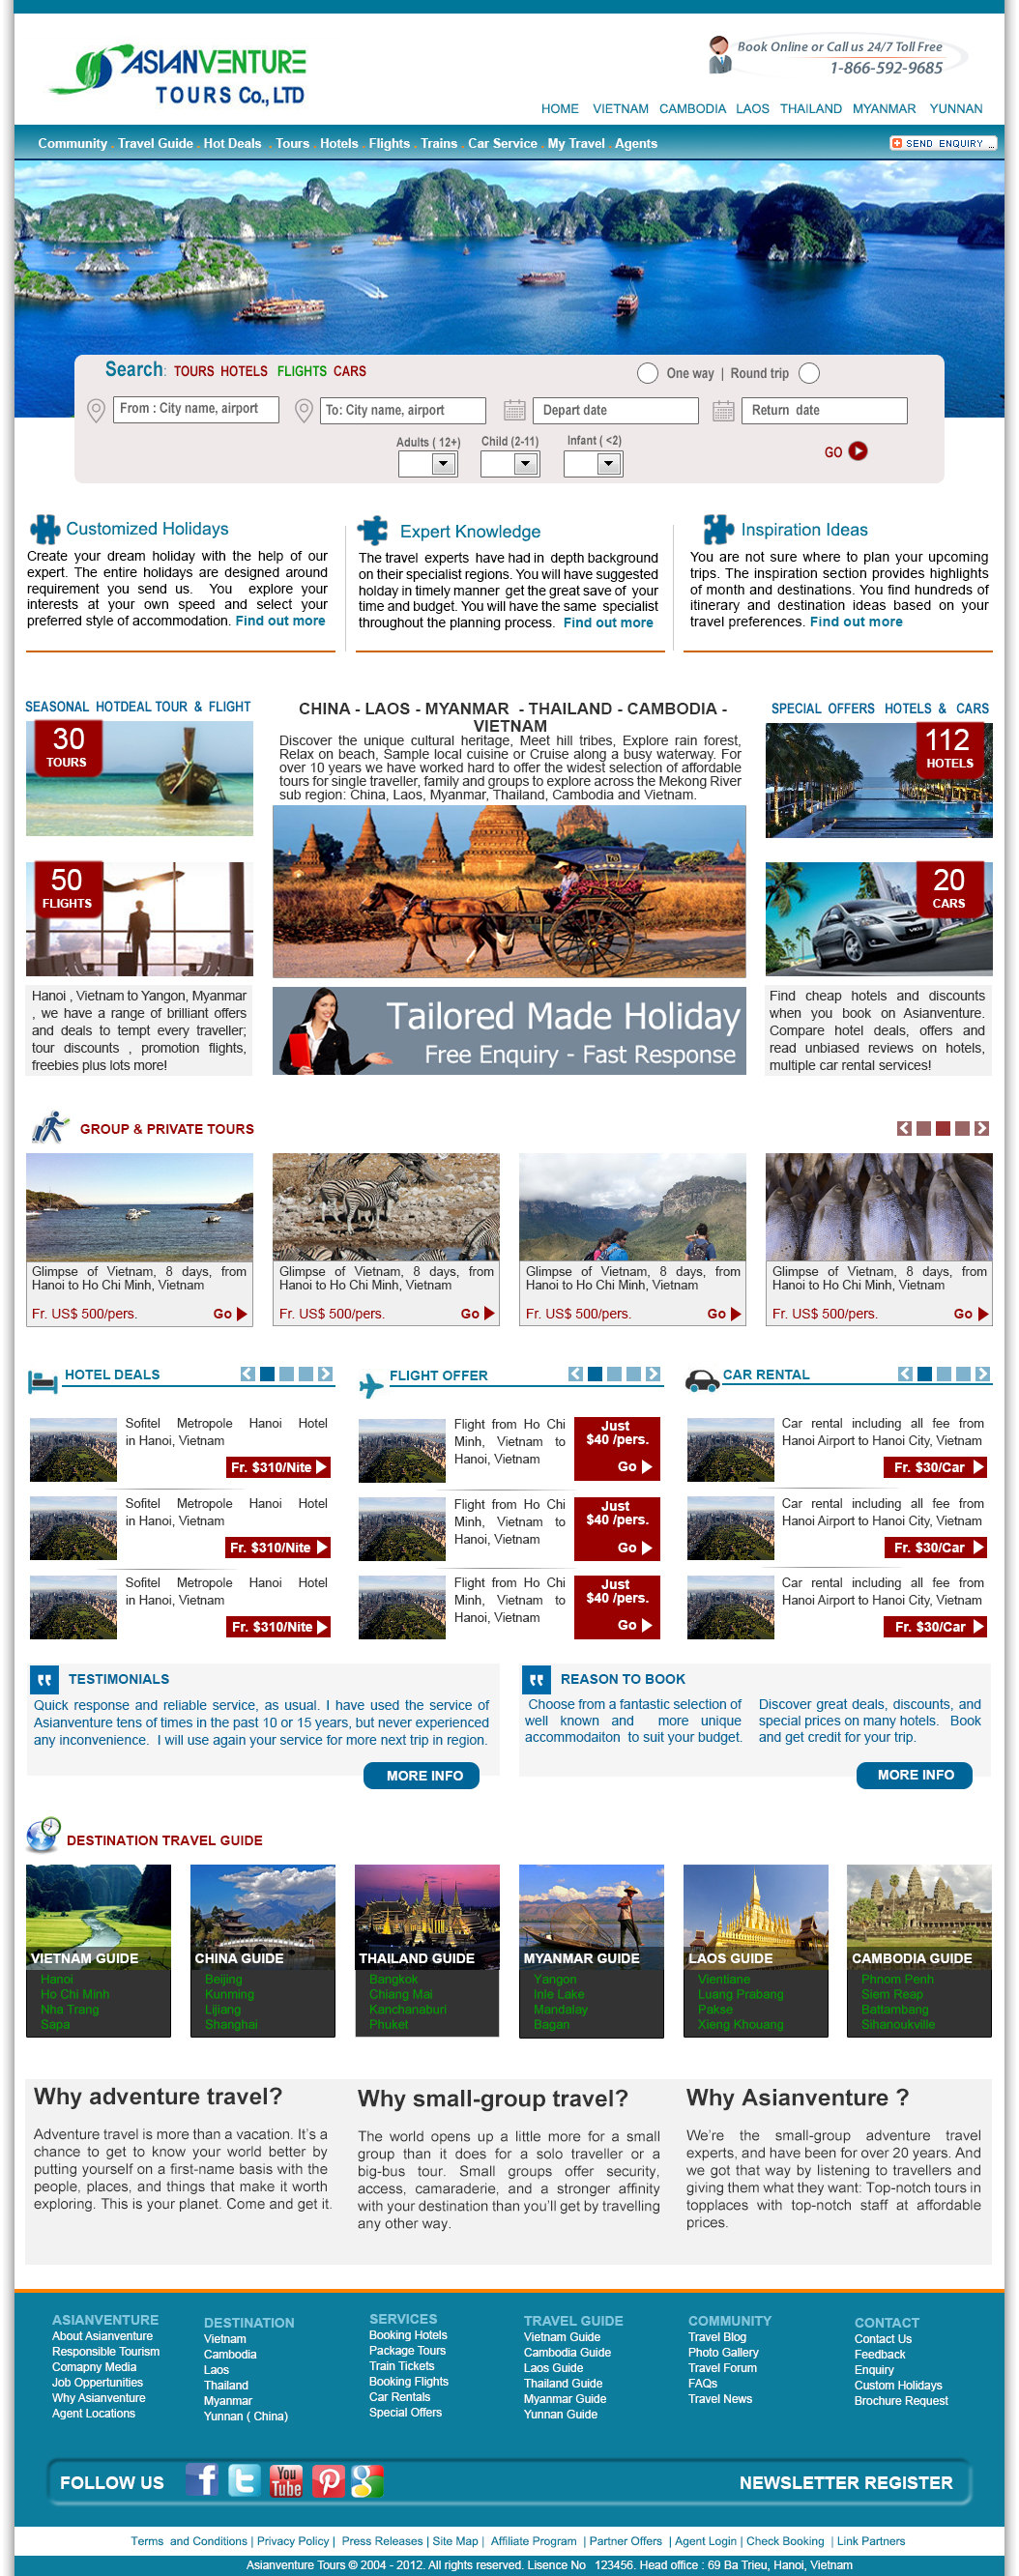 ASIANVENTURE
TOURS Co., LTD
Book Online or Call us 24/7 Toll Free
1-866-592-9685
HOME VIETNAM CAMBODIA LAOS THAILAND MYANMAR YUNNAN
Community . Travel Guide . Hot Deals . Tours . Hotels . Flights . Trains . Car Service . My Travel . Agents
SEND ENQUIRY ...
Search: TOURS HOTELS FLIGHTS CARS
One way | Round trip
From : City name, airport
To: City name, airport
Depart date
Return date
Adults ( 12+)
Child (2-11)
Infant ( <2)
GO
Customized Holidays
Create your dream holiday with the help of our
expert. The entire holidays are designed around
requirement you send us. You explore your
interests at your own speed and select your
preferred style of accommodation. Find out more
Expert Knowledge
The travel experts have had in depth background
on their specialist regions. You will have suggested
holday in timely manner get the great save of your
time and budget. You will have the same specialist
throughout the planning process. Find out more
Inspiration Ideas
You are not sure where to plan your upcoming
trips. The inspiration section provides highlights
of month and destinations. You find hundreds of
itinerary and destination ideas based on your
travel preferences. Find out more
SEASONAL HOTDEAL TOUR & FLIGHT
30
TOURS
50
FLIGHTS
Hanoi , Vietnam to Yangon, Myanmar
, we have a range of brilliant offers
and deals to tempt every traveller;
tour discounts , promotion flights,
freebies plus lots more!
CHINA - LAOS - MYANMAR - THAILAND - CAMBODIA -
VIETNAM
Discover the unique cultural heritage, Meet hill tribes, Explore rain forest,
Relax on beach, Sample local cuisine or Cruise along a busy waterway. For
over 10 years we have worked hard to offer the widest selection of affordable
tours for single traveller, family and groups to explore across the Mekong River
sub region: China, Laos, Myanmar, Thailand, Cambodia and Vietnam.
Tailored Made Holiday
Free Enquiry - Fast Response
SPECIAL OFFERS HOTELS & CARS
112
HOTELS
20
CARS
Find cheap hotels and discounts
when you book on Asianventure.
Compare hotel deals, offers and
read unbiased reviews on hotels,
multiple car rental services!
GROUP & PRIVATE TOURS
Glimpse of Vietnam, 8 days, from
Hanoi to Ho Chi Minh, Vietnam
Fr. US$ 500/pers. Go
Glimpse of Vietnam, 8 days, from
Hanoi to Ho Chi Minh, Vietnam
Fr. US$ 500/pers. Go
Glimpse of Vietnam, 8 days, from
Hanoi to Ho Chi Minh, Vietnam
Fr. US$ 500/pers. Go
Glimpse of Vietnam, 8 days, from
Hanoi to Ho Chi Minh, Vietnam
Fr. US$ 500/pers. Go
HOTEL DEALS
Sofitel Metropole Hanoi Hotel
in Hanoi, Vietnam
Fr. $310/Nite
Sofitel Metropole Hanoi Hotel
in Hanoi, Vietnam
Fr. $310/Nite
Sofitel Metropole Hanoi Hotel
in Hanoi, Vietnam
Fr. $310/Nite
FLIGHT OFFER
Flight from Ho Chi
Minh, Vietnam to
Hanoi, Vietnam
Just
$40 /pers.
Go
Flight from Ho Chi
Minh, Vietnam to
Hanoi, Vietnam
Just
$40 /pers.
Go
Flight from Ho Chi
Minh, Vietnam to
Hanoi, Vietnam
Just
$40 /pers.
Go
CAR RENTAL
Car rental including all fee from
Hanoi Airport to Hanoi City, Vietnam
Fr. $30/Car
Car rental including all fee from
Hanoi Airport to Hanoi City, Vietnam
Fr. $30/Car
Car rental including all fee from
Hanoi Airport to Hanoi City, Vietnam
Fr. $30/Car
TESTIMONIALS
Quick response and reliable service, as usual. I have used the service of
Asianventure tens of times in the past 10 or 15 years, but never experienced
any inconvenience. I will use again your service for more next trip in region.
MORE INFO
REASON TO BOOK
Choose from a fantastic selection of
well known and more unique
accommodaiton to suit your budget.
Discover great deals, discounts, and
special prices on many hotels. Book
and get credit for your trip.
MORE INFO
DESTINATION TRAVEL GUIDE
VIETNAM GUIDE
Hanoi
Ho Chi Minh
Nha Trang
Sapa
CHINA GUIDE
Beijing
Kunming
Lijiang
Shanghai
THAILAND GUIDE
Bangkok
Chiang Mai
Kanchanaburi
Phuket
MYANMAR GUIDE
Yangon
Inle Lake
Mandalay
Bagan
LAOS GUIDE
Vientiane
Luang Prabang
Pakse
Xieng Khouang
CAMBODIA GUIDE
Phnom Penh
Siem Reap
Battambang
Sihanoukville
Why adventure travel?
Adventure travel is more than a vacation. It's a
chance to get to know your world better by
putting yourself on a first-name basis with the
people, places, and things that make it worth
exploring. This is your planet. Come and get it.
Why small-group travel?
The world opens up a little more for a small
group than it does for a solo traveller or a
big-bus tour. Small groups offer security,
access, camaraderie, and a stronger affinity
with your destination than you'll get by travelling
any other way.
Why Asianventure ?
We're the small-group adventure travel
experts, and have been for over 20 years. And
we got that way by listening to travellers and
giving them what they want: Top-notch tours in
topplaces with top-notch staff at affordable
prices.
ASIANVENTURE
About Asianventure
Responsible Tourism
Comapny Media
Job Oppertunities
Why Asianventure
Agent Locations
DESTINATION
Vietnam
Cambodia
Laos
Thailand
Myanmar
Yunnan ( China)
SERVICES
Booking Hotels
Package Tours
Train Tickets
Booking Flights
Car Rentals
Special Offers
TRAVEL GUIDE
Vietnam Guide
Cambodia Guide
Laos Guide
Thailand Guide
Myanmar Guide
Yunnan Guide
COMMUNITY
Travel Blog
Photo Gallery
Travel Forum
FAQs
Travel News
CONTACT
Contact Us
Feedback
Enquiry
Custom Holidays
Brochure Request
FOLLOW US
f
t
You Tube
g
NEWSLETTER REGISTER
Terms and Conditions | Privacy Policy | Press Releases | Site Map | Affiliate Program | Partner Offers | Agent Login | Check Booking | Link Partners
Asianventure Tours © 2004 - 2012. All rights reserved. Lisence No 123456. Head office : 69 Ba Trieu, Hanoi, Vietnam